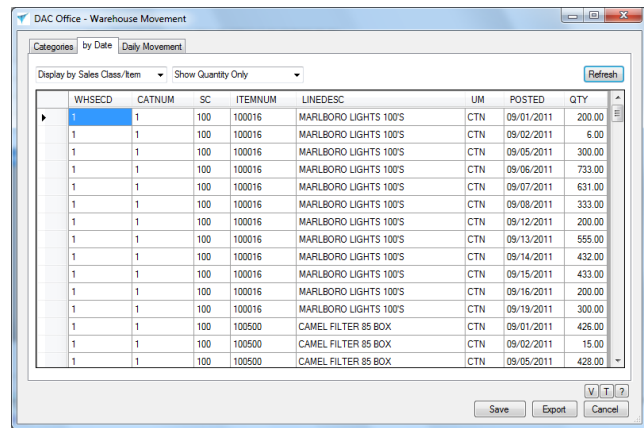 DAC Office - Warehouse Movement
Categories by Date Daily Movement
Display by Sales Class/Item Show Quantity Only Refresh
WHSECD CATNUM SC ITEMNUM LINEDESC UM POSTED QTY
1 1 100 100016 MARLBORO LIGHTS 100'S CTN 09/01/2011 200.00
1 1 100 100016 MARLBORO LIGHTS 100'S CTN 09/02/2011 6.00
1 1 100 100016 MARLBORO LIGHTS 100'S CTN 09/05/2011 300.00
1 1 100 100016 MARLBORO LIGHTS 100'S CTN 09/06/2011 733.00
1 1 100 100016 MARLBORO LIGHTS 100'S CTN 09/07/2011 631.00
1 1 100 100016 MARLBORO LIGHTS 100'S CTN 09/08/2011 333.00
1 1 100 100016 MARLBORO LIGHTS 100'S CTN 09/12/2011 200.00
1 1 100 100016 MARLBORO LIGHTS 100'S CTN 09/13/2011 555.00
1 1 100 100016 MARLBORO LIGHTS 100'S CTN 09/14/2011 432.00
1 1 100 100016 MARLBORO LIGHTS 100'S CTN 09/15/2011 433.00
1 1 100 100016 MARLBORO LIGHTS 100'S CTN 09/16/2011 200.00
1 1 100 100016 MARLBORO LIGHTS 100'S CTN 09/19/2011 300.00
1 1 100 100500 CAMEL FILTER 85 BOX CTN 09/01/2011 426.00
1 1 100 100500 CAMEL FILTER 85 BOX CTN 09/02/2011 15.00
1 1 100 100500 CAMEL FILTER 85 BOX CTN 09/05/2011 428.00
V T ?
Save Export Cancel